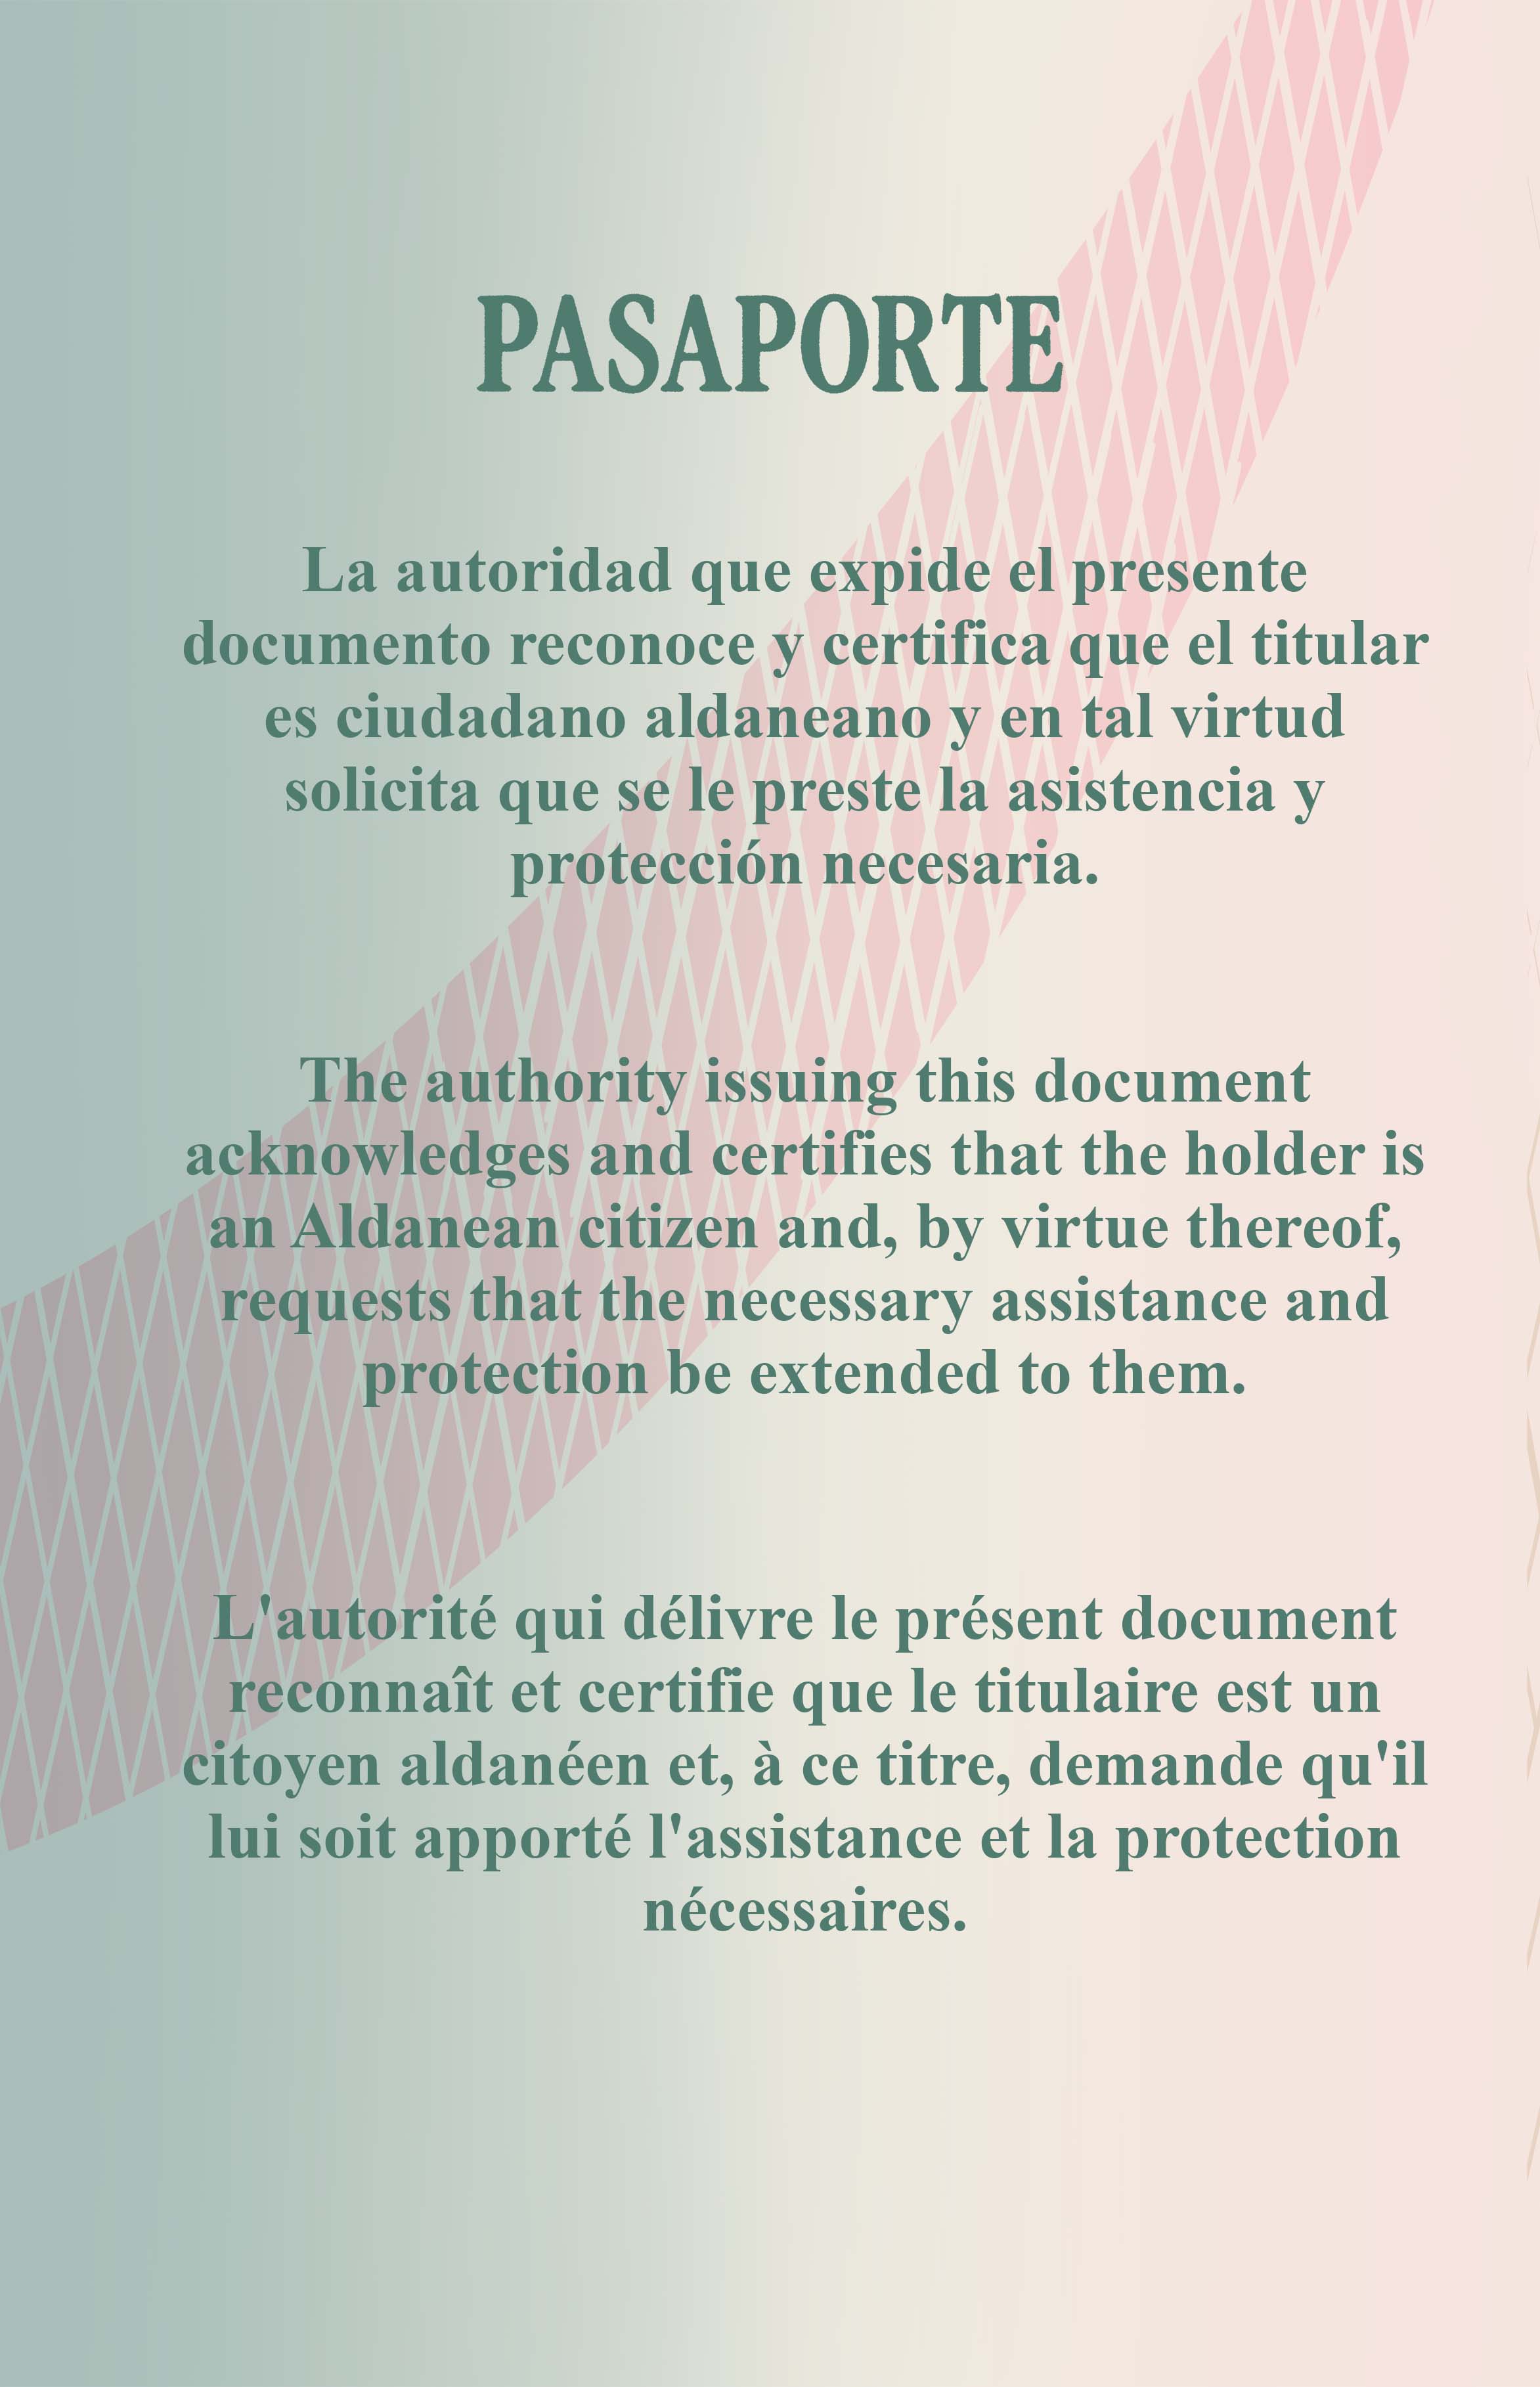 PASAPORTE
La autoridad que expide el presente
documento reconoce y certifica que el titular
es ciudadano aldaneano y en tal virtud
solicita que se le preste la asistencia y
protección necesaria.
The authority issuing this document
acknowledges and certifies that the holder is
an Aldanean citizen and, by virtue thereof,
requests that the necessary assistance and
protection be extended to them.
L'autorité qui délivre le présent document
reconnaît et certifie que le titulaire est un
citoyen aldanéen et, à ce titre, demande qu'il
lui soit apporté l'assistance et la protection
nécessaires.